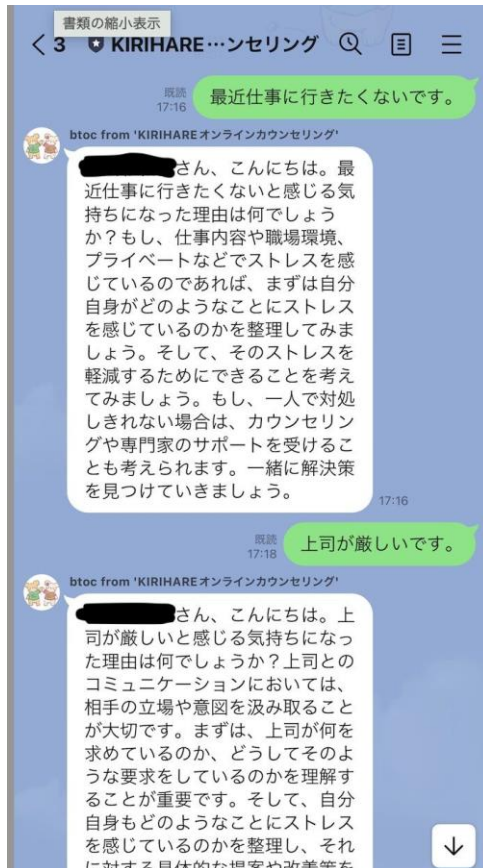 書類の縮小表示
3 KIRIHARE…ンセリング
既読
17:16
最近仕事に行きたくないです。
btoc from 'KIRIHAREオンラインカウンセリング'
さん、こんにちは。最
近仕事に行きたくないと感じる気
持ちになった理由は何でしょう
か？もし、仕事内容や職場環境、
プライベートなどでストレスを感
じているのであれば、まずは自分
自身がどのようなことにストレス
を感じているのかを整理してみま
しょう。そして、そのストレスを
軽減するためにできることを考え
てみましょう。もし、一人で対処
しきれない場合は、カウンセリン
グや専門家のサポートを受けるこ
とも考えられます。一緒に解決策
を見つけていきましょう。
17:16
既読
17:18
上司が厳しいです。
btoc from 'KIRIHAREオンラインカウンセリング'
さん、こんにちは。上
司が厳しいと感じる気持ちになっ
た理由は何でしょうか？上司との
コミュニケーションにおいては、
相手の立場や意図を汲み取ること
が大切です。まずは、上司が何を
求めているのか、どうしてそのよ
うな要求をしているのかを理解す
ることが重要です。そして、自分
自身もどのようなことにストレス
を感じているのかを整理し、それ
に対する具体的な提案や改善策を